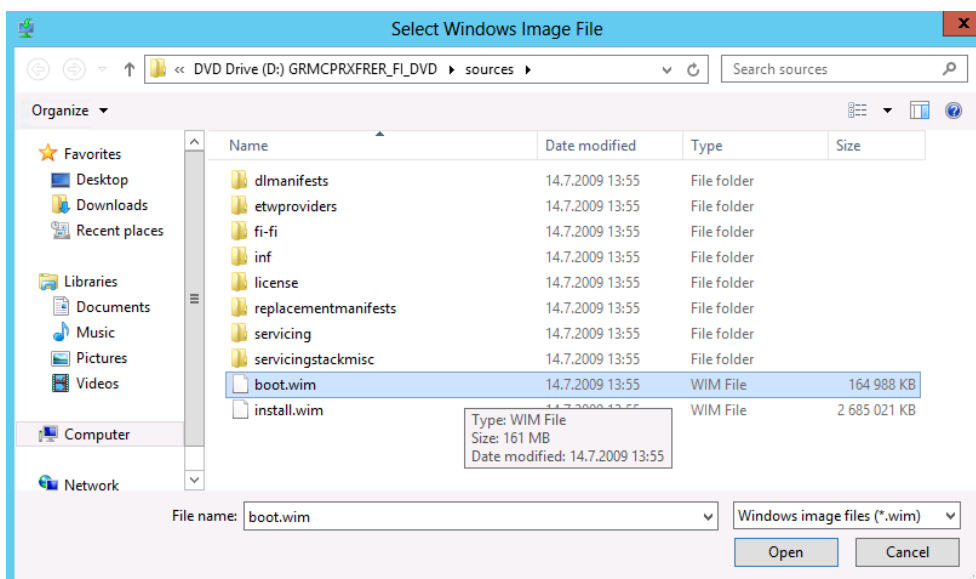 Select Windows Image File
x
« DVD Drive (D:) GRMCPRXFRER_FI_DVD ▸ sources ▸ Search sources
Organize
Name Date modified Type Size
Favorites
Desktop
Downloads
Recent places
Libraries
Documents
Music
Pictures
Videos
Computer
Network
dlmanifests 14.7.2009 13:55 File folder
etwproviders 14.7.2009 13:55 File folder
fi-fi 14.7.2009 13:55 File folder
inf 14.7.2009 13:55 File folder
license 14.7.2009 13:55 File folder
replacementmanifests 14.7.2009 13:55 File folder
servicing 14.7.2009 13:55 File folder
servicingstackmisc 14.7.2009 13:55 File folder
boot.wim 14.7.2009 13:55 WIM File 164 988 KB
install.wim WIM File 2 685 021 KB
Type: WIM File
Size: 161 MB
Date modified: 14.7.2009 13:55
File name: boot.wim Windows image files (*.wim)
Open Cancel